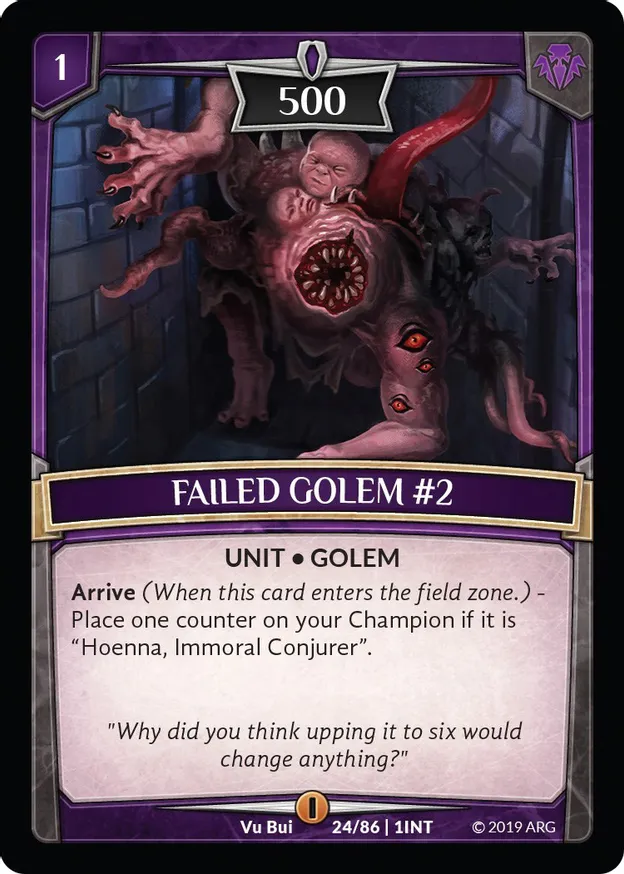 1
500
FAILED GOLEM #2
UNIT • GOLEM
Arrive (When this card enters the field zone.) -
Place one counter on your Champion if it is
“Hoenna, Immoral Conjurer”.
"Why did you think upping it to six would
change anything?"
Vu Bui 24/86 | 1INT © 2019 ARG